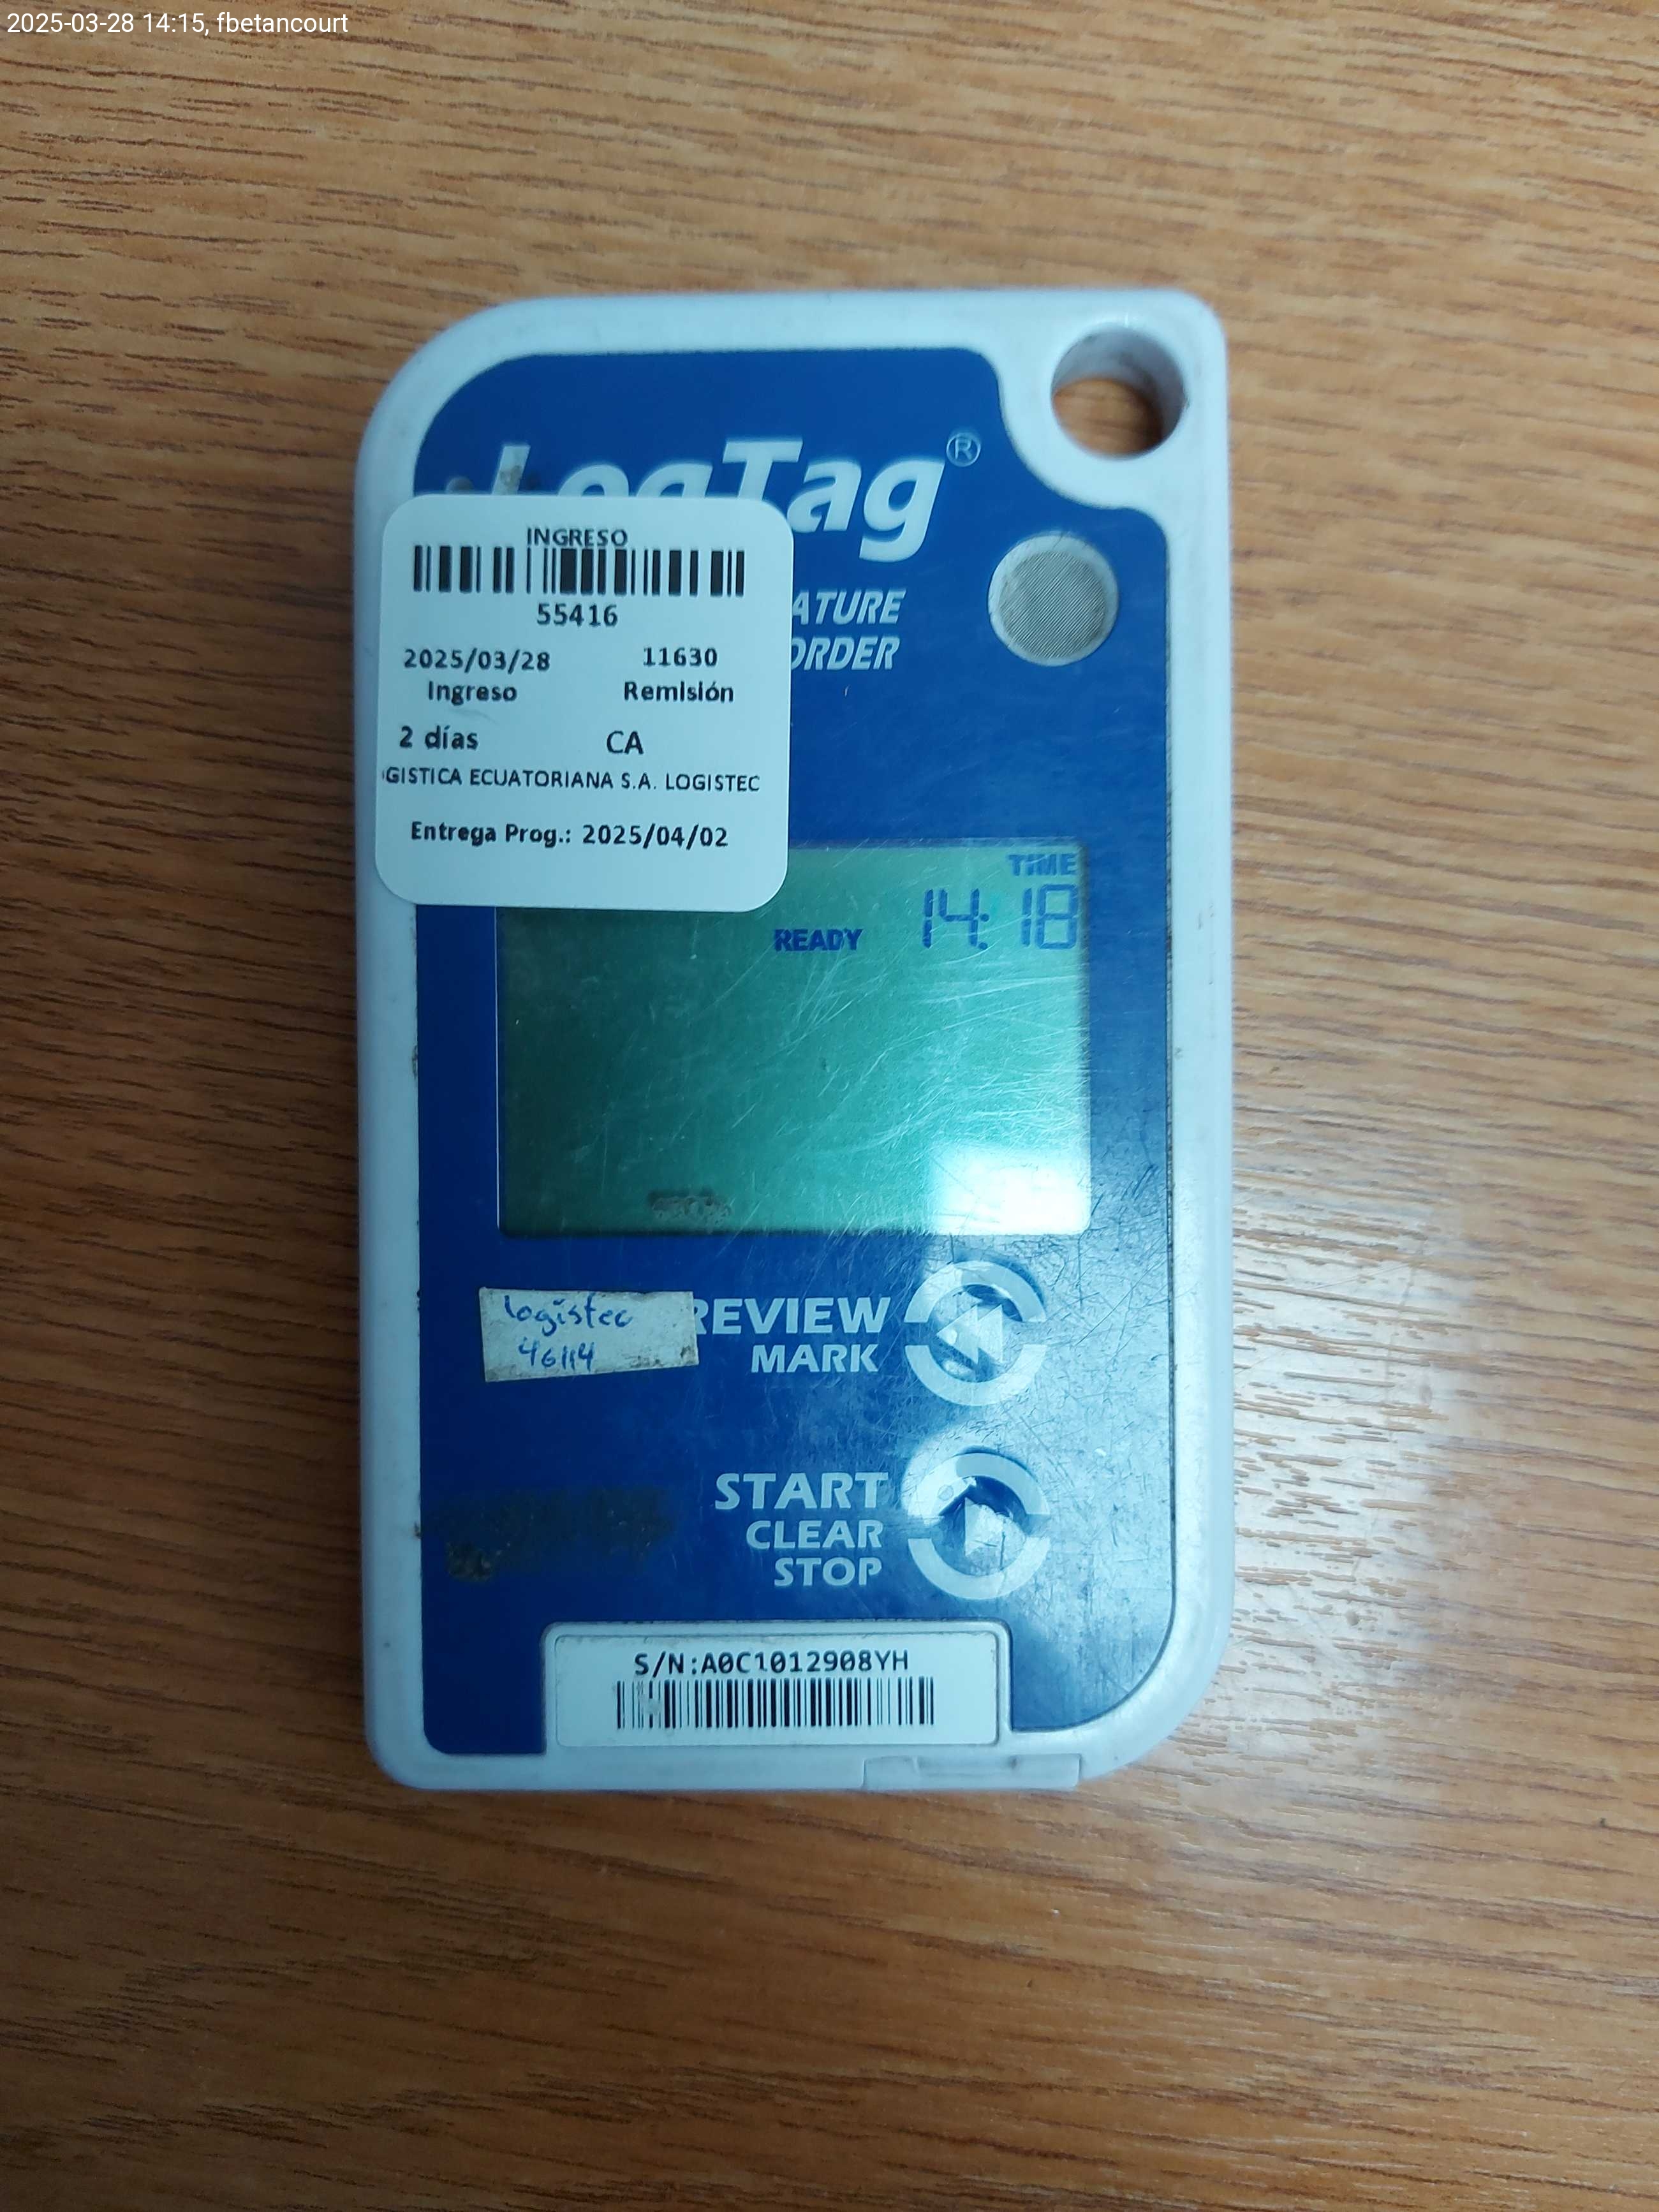 2025-03-28 14:15, fbetancourt
LogTag®
INGRESO
55416
ATURE
ORDER
2025/03/28 11630
Ingreso Remisión
2 días CA
GISTICA ECUATORIANA S.A. LOGISTEC
Entrega Prog.: 2025/04/02
TIME
READY 14:18
Logistec
46114
REVIEW
MARK
START
CLEAR
STOP
S/N:A0C1012908YH